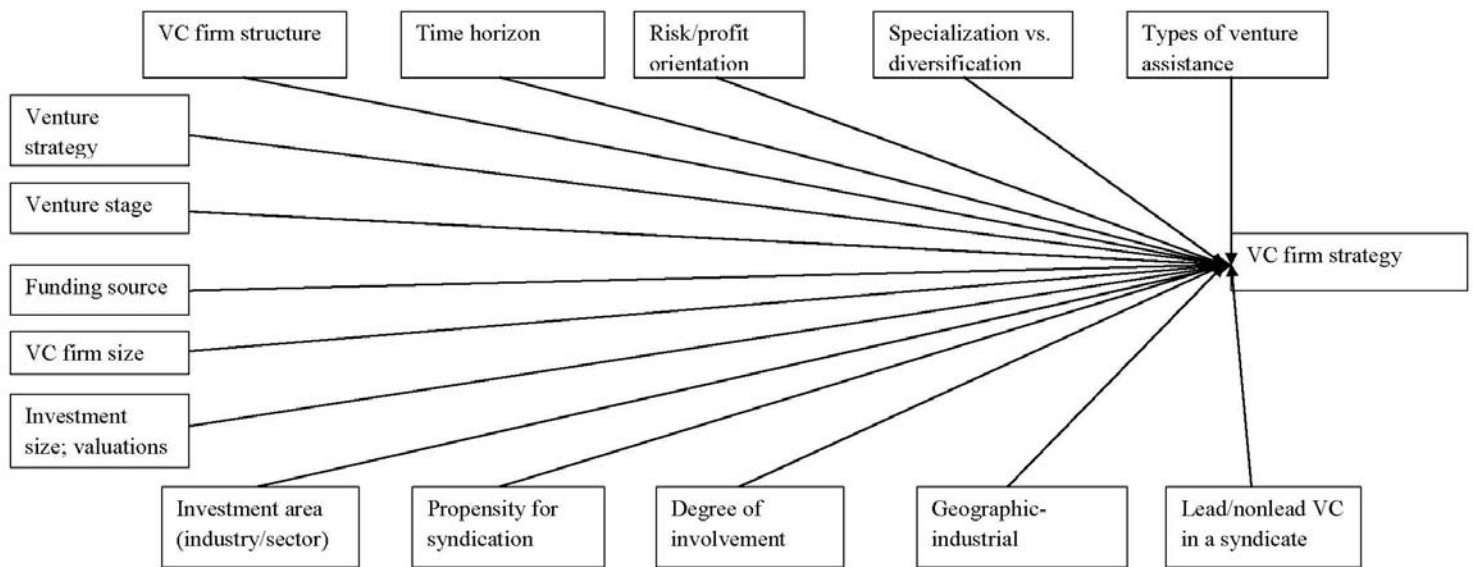 VC firm structure
Time horizon
Risk/profit
orientation
Specialization vs.
diversification
Types of venture
assistance
Venture
strategy
Venture stage
Funding source
VC firm size
Investment
size; valuations
VC firm strategy
Investment area
(industry/sector)
Propensity for
syndication
Degree of
involvement
Geographic-
industrial
Lead/nonlead VC
in a syndicate